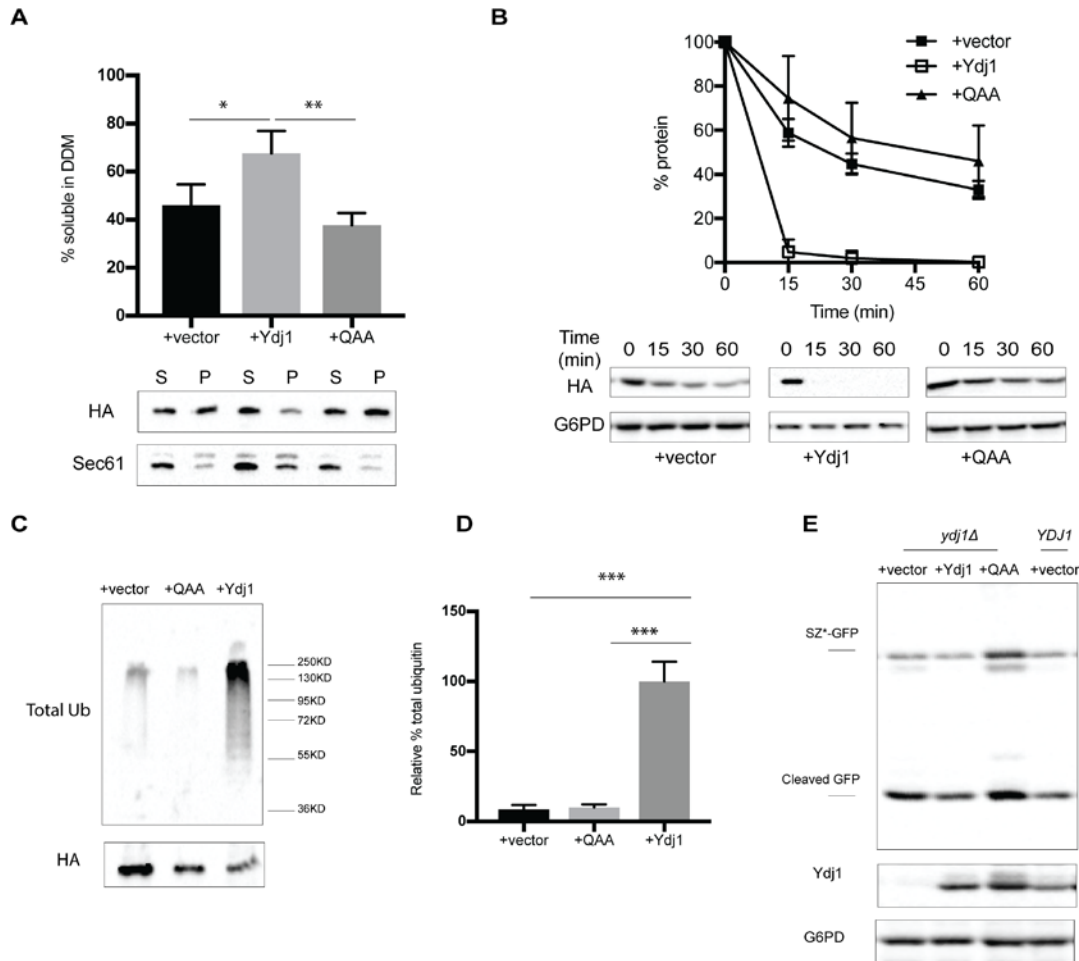 A
% soluble in DDM
100
80
60
40
20
0
* **
+vector +Ydj1 +QAA
S P S P S P
HA
Sec61
B
% protein
100
80
60
40
20
0
+vector
+Ydj1
+QAA
0 15 30 45 60
Time (min)
Time (min) 0 15 30 60 0 15 30 60 0 15 30 60
HA
G6PD
+vector +Ydj1 +QAA
C
+vector +QAA +Ydj1
Total Ub
250KD
130KD
95KD
72KD
55KD
36KD
HA
D
Relative % total ubiquitin
150
100
50
0
***
***
+vector +QAA +Ydj1
E
ydj1Δ YDJ1
+vector +Ydj1 +QAA +vector
SZ*-GFP
Cleaved GFP
Ydj1
G6PD